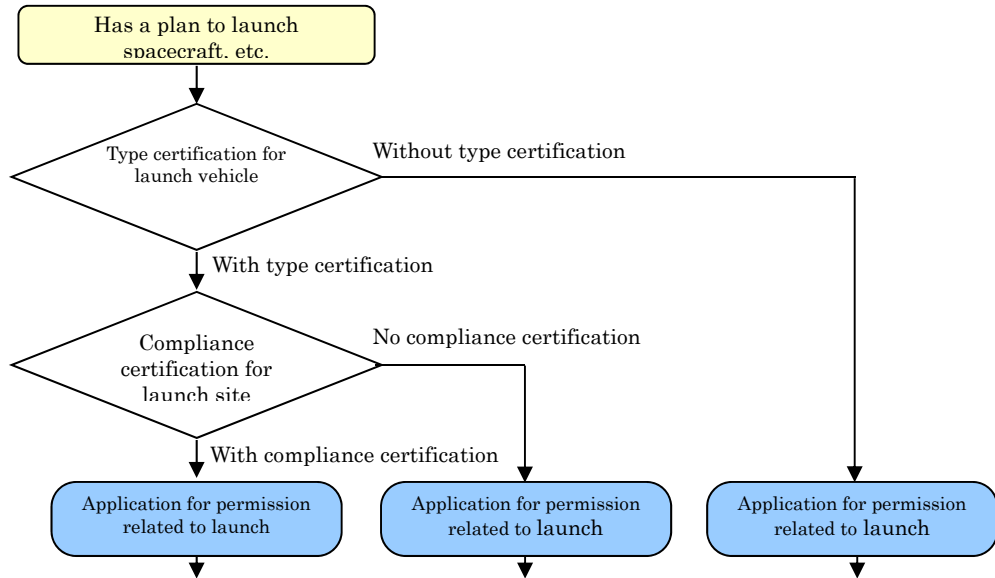 Has a plan to launch
spacecraft, etc.
Type certification for
launch vehicle
Without type certification
With type certification
Compliance
certification for
launch site
No compliance certification
With compliance certification
Application for permission
related to launch
Application for permission
related to launch
Application for permission
related to launch